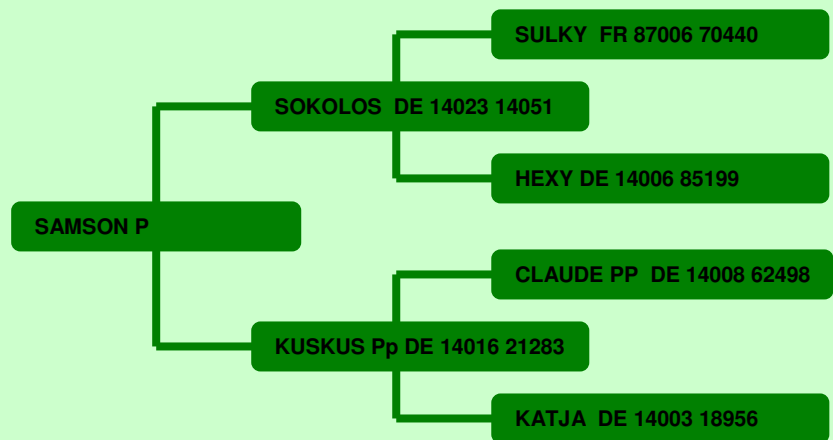 SULKY  FR 87006 70440
SOKOLOS  DE 14023 14051
HEXY DE 14006 85199
SAMSON P
CLAUDE PP  DE 14008 62498
KUSKUS Pp DE 14016 21283
KATJA  DE 14003 18956